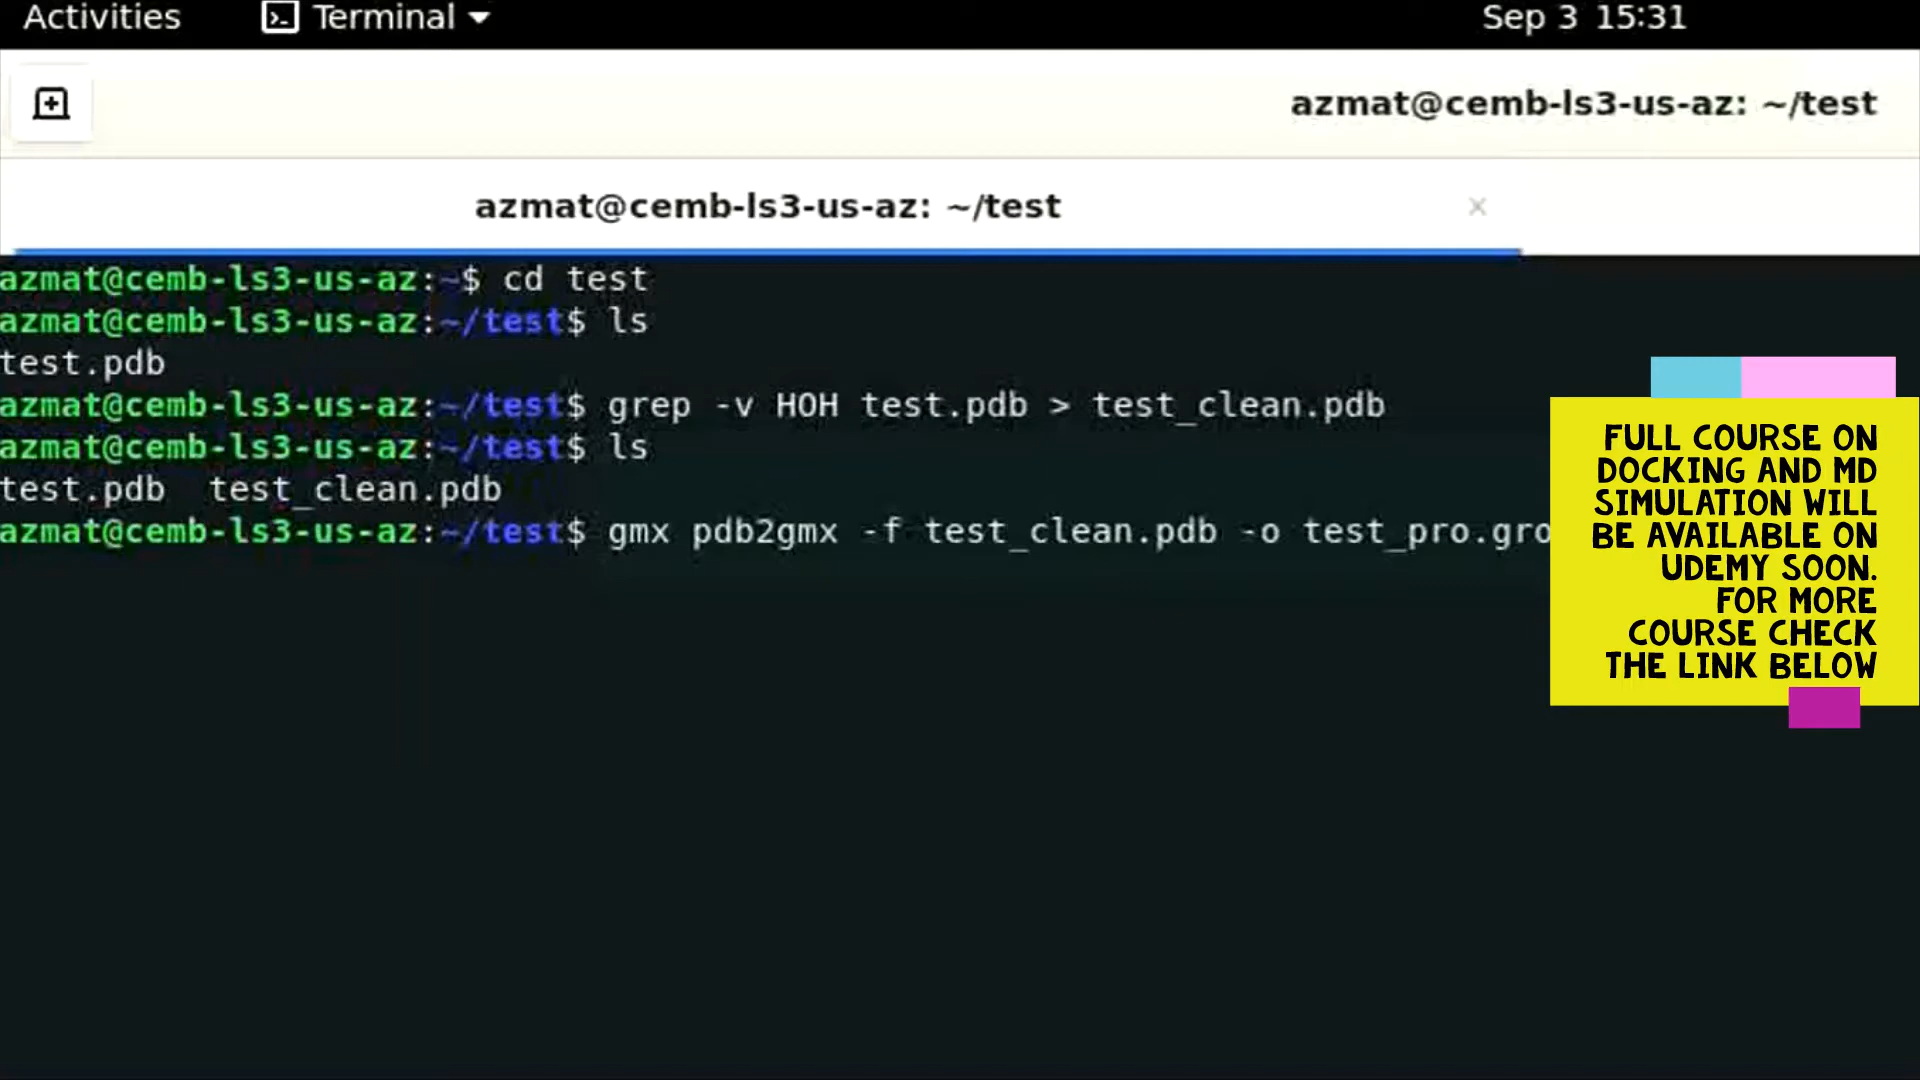 Activities
Terminal
Sep 3 15:31
azmat@cemb-ls3-us-az: ~/test
azmat@cemb-ls3-us-az: ~/test
azmat@cemb-ls3-us-az:~$ cd test
azmat@cemb-ls3-us-az:~/test$ ls
test.pdb
azmat@cemb-ls3-us-az:~/test$ grep -v HOH test.pdb > test_clean.pdb
azmat@cemb-ls3-us-az:~/test$ ls
test.pdb  test_clean.pdb
azmat@cemb-ls3-us-az:~/test$ gmx pdb2gmx -f test_clean.pdb -o test_pro.gro
FULL COURSE ON
DOCKING AND MD
SIMULATION WILL
BE AVAILABLE ON
UDEMY SOON.
FOR MORE
COURSE CHECK
THE LINK BELOW